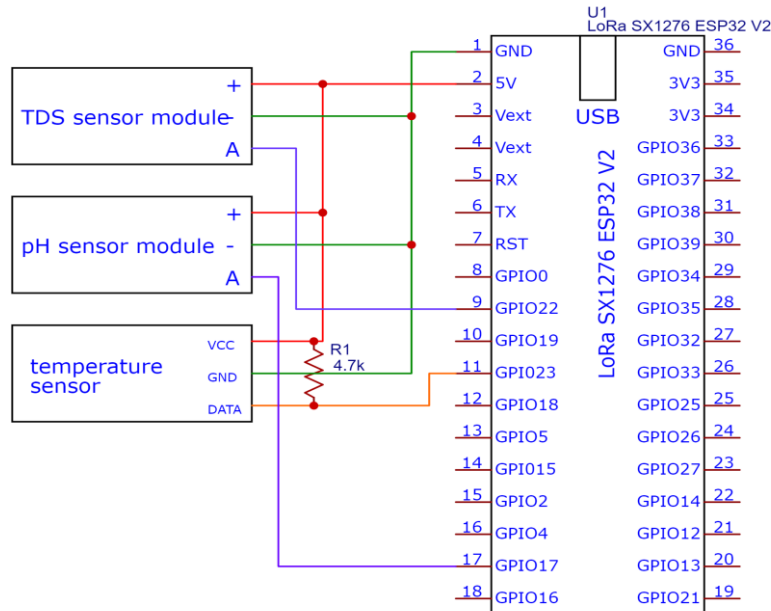 U1
LoRa SX1276 ESP32 V2
TDS sensor module
+
-
A
pH sensor module
+
-
A
temperature
sensor
VCC
GND
DATA
R1
4.7k
1 GND
2 5V
3 Vext
4 Vext
5 RX
6 TX
7 RST
8 GPIO0
9 GPIO22
10 GPIO19
11 GPI023
12 GPIO18
13 GPIO5
14 GPI015
15 GPIO2
16 GPIO4
17 GPIO17
18 GPIO16
USB
LoRa SX1276 ESP32 V2
GND 36
3V3 35
3V3 34
GPIO36 33
GPIO37 32
GPIO38 31
GPIO39 30
GPIO34 29
GPIO35 28
GPIO32 27
GPIO33 26
GPIO25 25
GPIO26 24
GPIO27 23
GPIO14 22
GPIO12 21
GPIO13 20
GPIO21 19